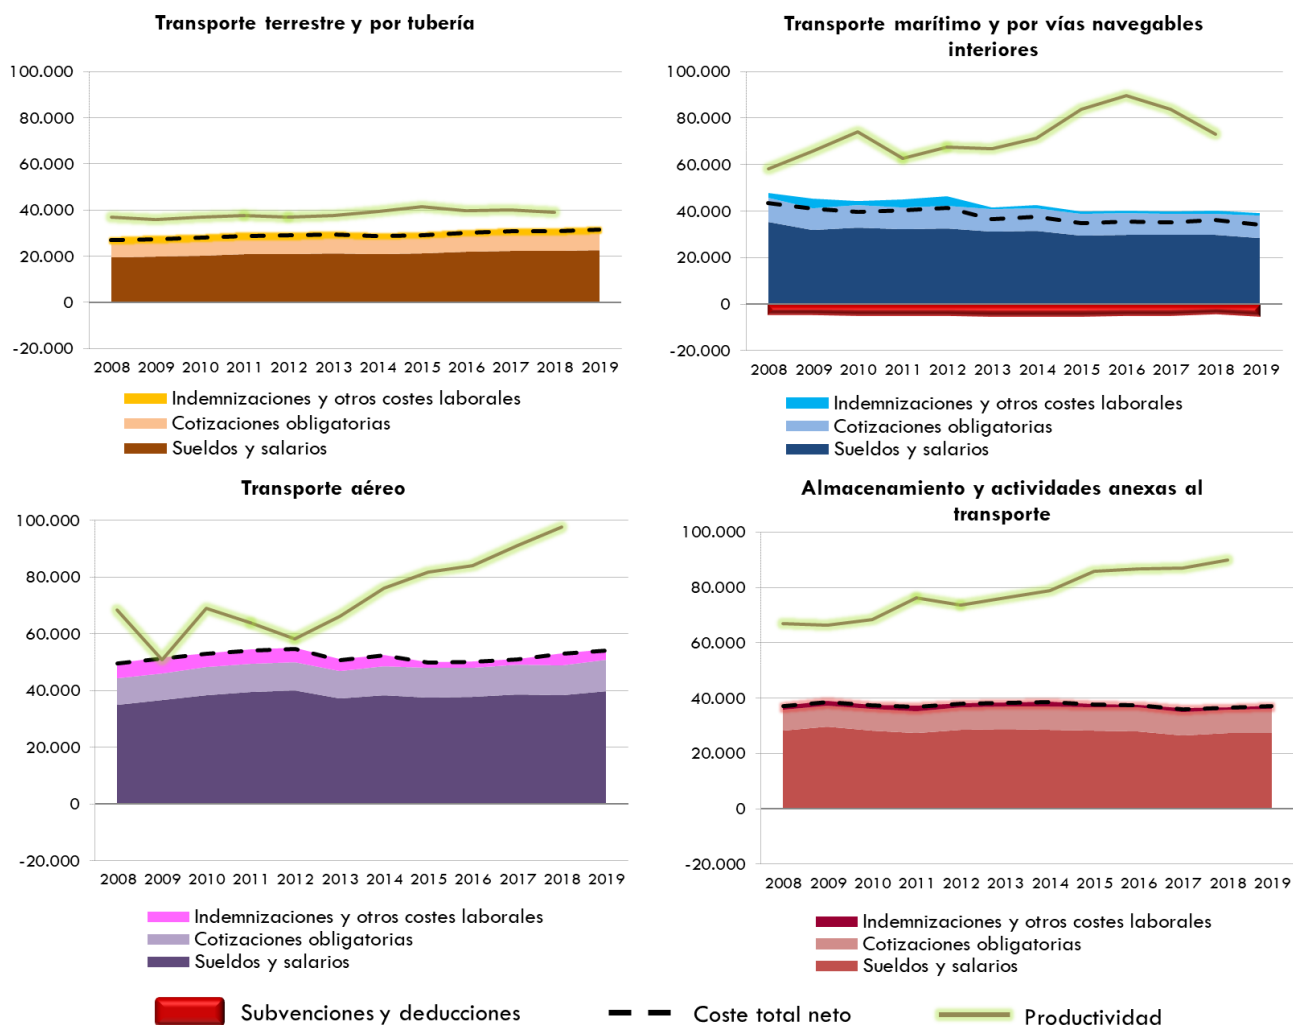 Transporte terrestre y por tubería
100.000
80.000
60.000
40.000
20.000
0
-20.000
2008 2009 2010 2011 2012 2013 2014 2015 2016 2017 2018 2019
Indemnizaciones y otros costes laborales
Cotizaciones obligatorias
Sueldos y salarios
Transporte marítimo y por vías navegables
interiores
100.000
80.000
60.000
40.000
20.000
0
-20.000
2008 2009 2010 2011 2012 2013 2014 2015 2016 2017 2018 2019
Indemnizaciones y otros costes laborales
Cotizaciones obligatorias
Sueldos y salarios
Transporte aéreo
100.000
80.000
60.000
40.000
20.000
0
-20.000
2008 2009 2010 2011 2012 2013 2014 2015 2016 2017 2018 2019
Indemnizaciones y otros costes laborales
Cotizaciones obligatorias
Sueldos y salarios
Almacenamiento y actividades anexas al
transporte
100.000
80.000
60.000
40.000
20.000
0
-20.000
2008 2009 2010 2011 2012 2013 2014 2015 2016 2017 2018 2019
Indemnizaciones y otros costes laborales
Cotizaciones obligatorias
Sueldos y salarios
Subvenciones y deducciones Coste total neto Productividad